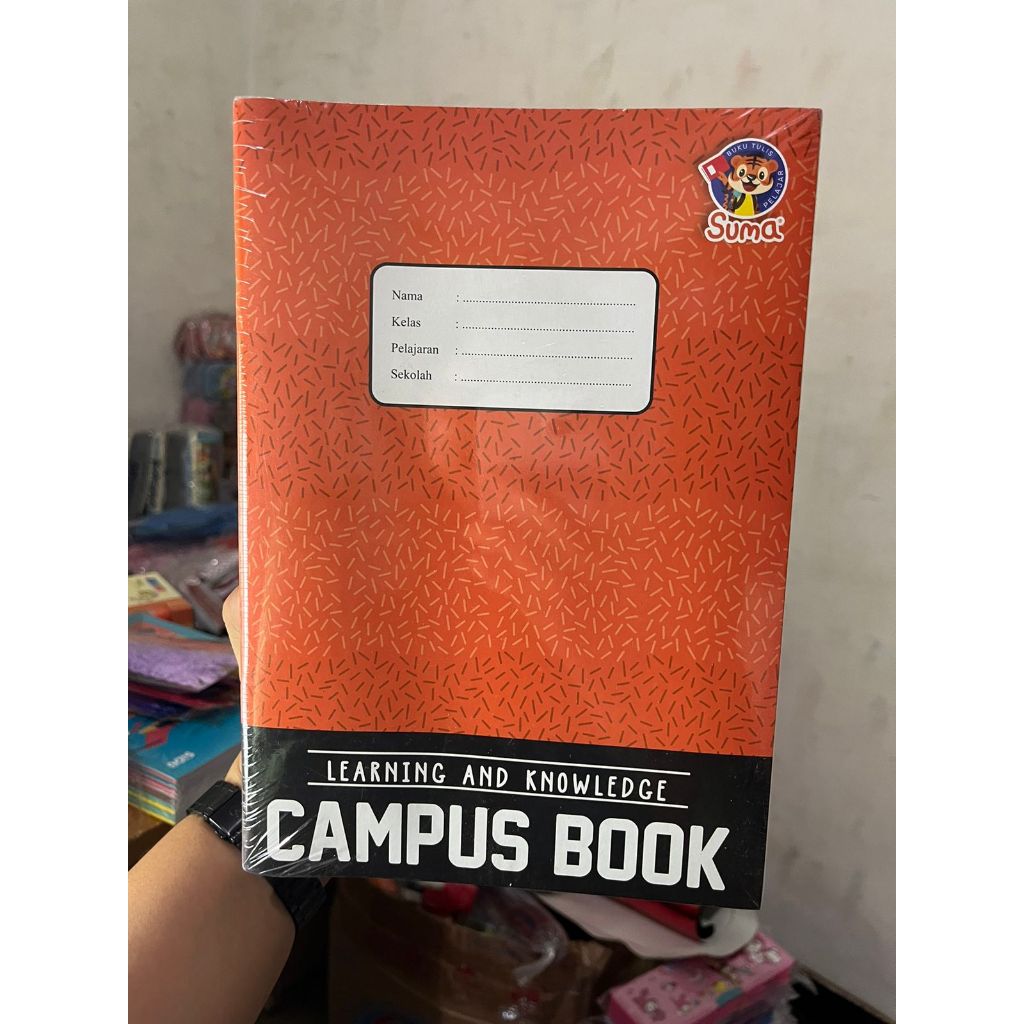 BUKU TULIS
PELAJAR
Suma
Nama : ............................................................
Kelas : ............................................................
Pelajaran : ............................................................
Sekolah : ............................................................
LEARNING AND KNOWLEDGE
CAMPUS BOOK